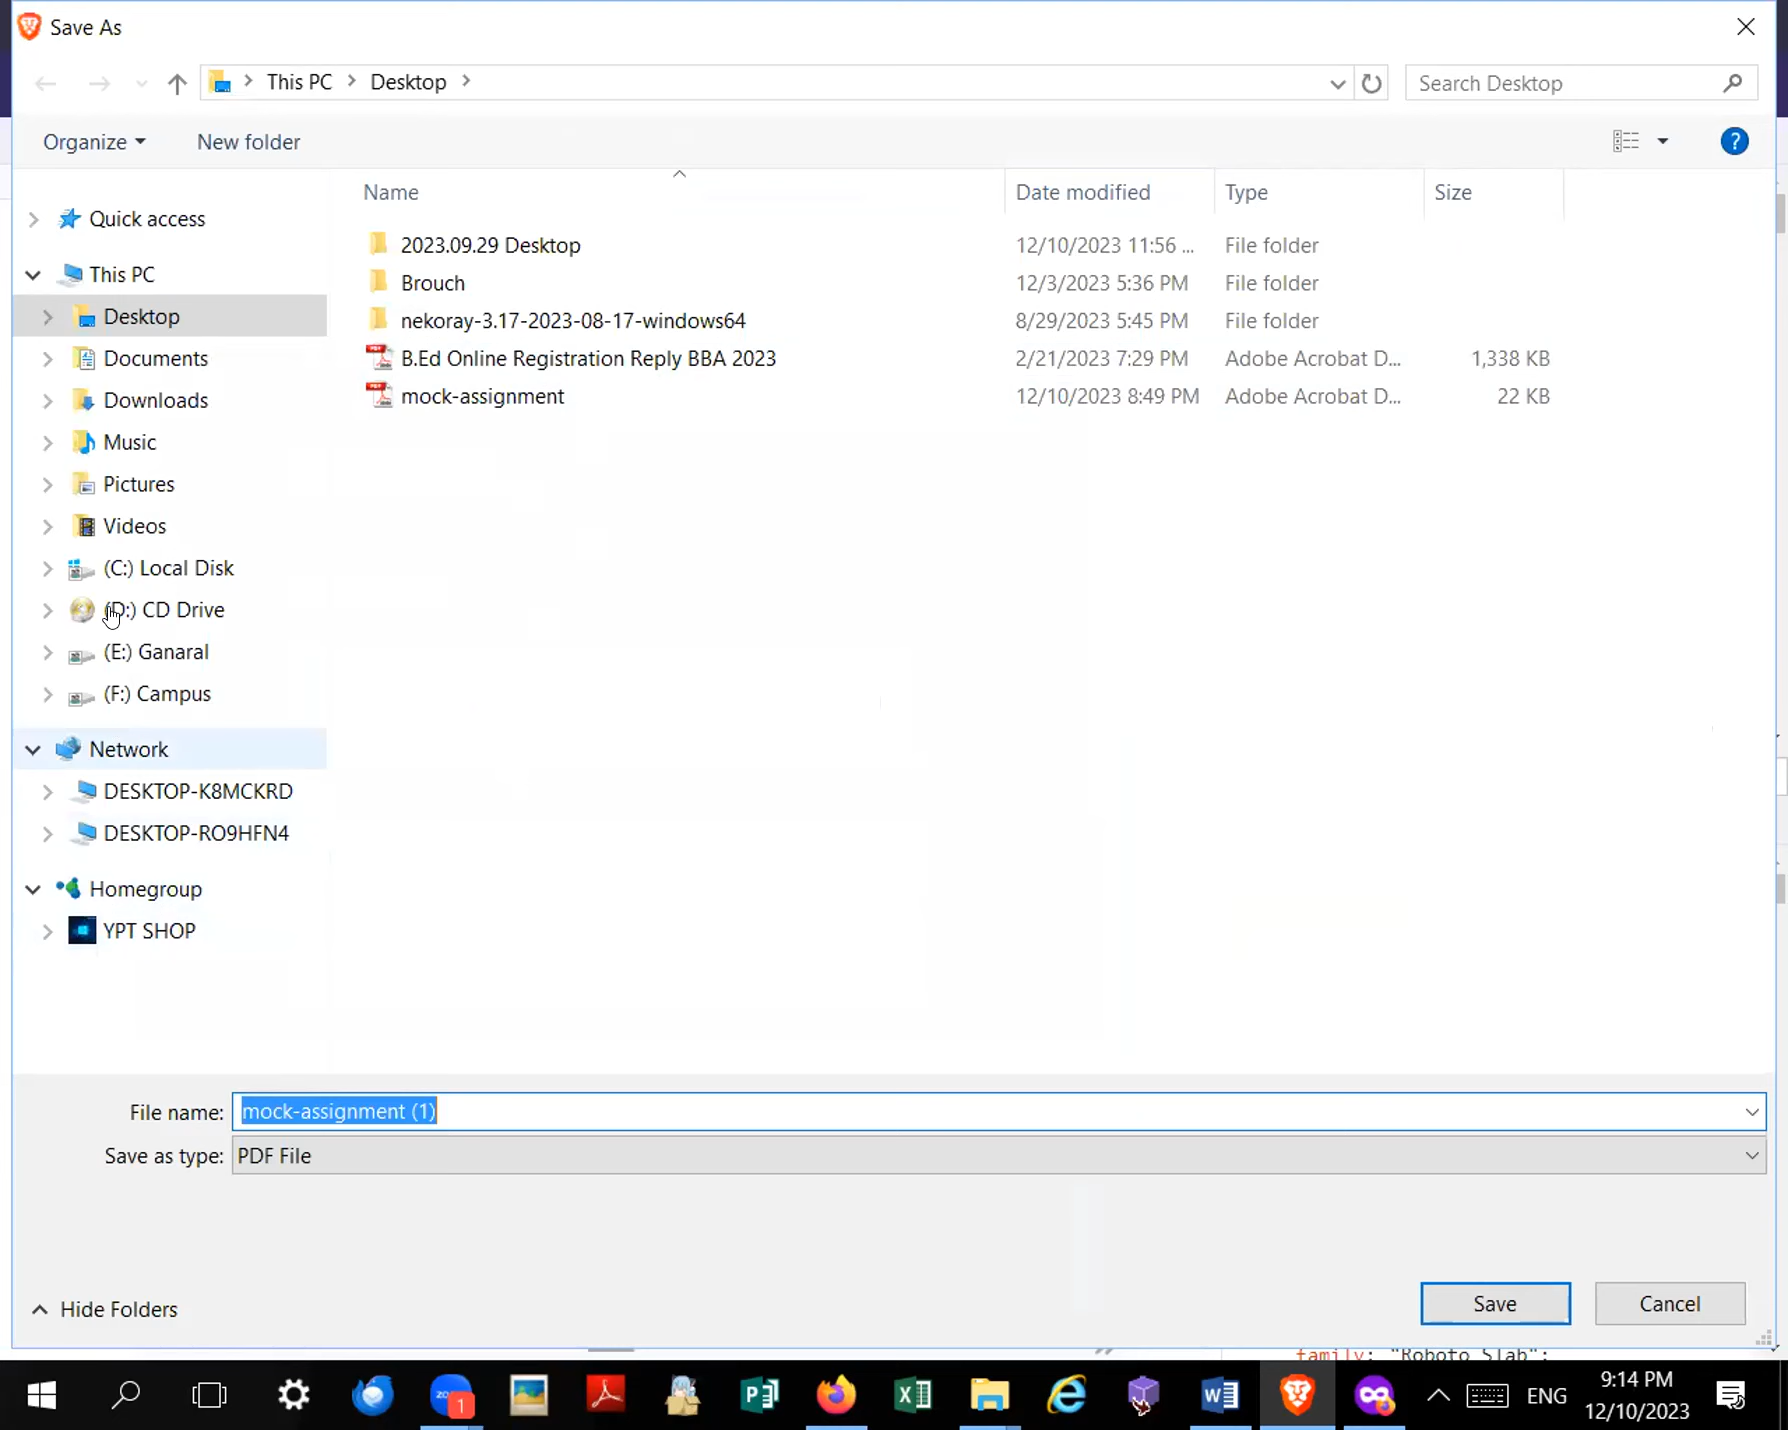 Save As
This PC
Desktop
Search Desktop
Organize
New folder
?
Name
Date modified
Type
Size
2023.09.29 Desktop
12/10/2023 11:56 ...
File folder
Brouch
12/3/2023 5:36 PM
File folder
nekoray-3.17-2023-08-17-windows64
8/29/2023 5:45 PM
File folder
B.Ed Online Registration Reply BBA 2023
2/21/2023 7:29 PM
Adobe Acrobat D...
1,338 KB
mock-assignment
12/10/2023 8:49 PM
Adobe Acrobat D...
22 KB
Quick access
This PC
Desktop
Documents
Downloads
Music
Pictures
Videos
(C:) Local Disk
(D:) CD Drive
(E:) Ganaral
(F:) Campus
Network
DESKTOP-K8MCKRD
DESKTOP-RO9HFN4
Homegroup
YPT SHOP
File name:
mock-assignment (1)
Save as type:
PDF File
Hide Folders
Save
Cancel
family: "Roboto Slab";
1
ENG
9:14 PM
12/10/2023